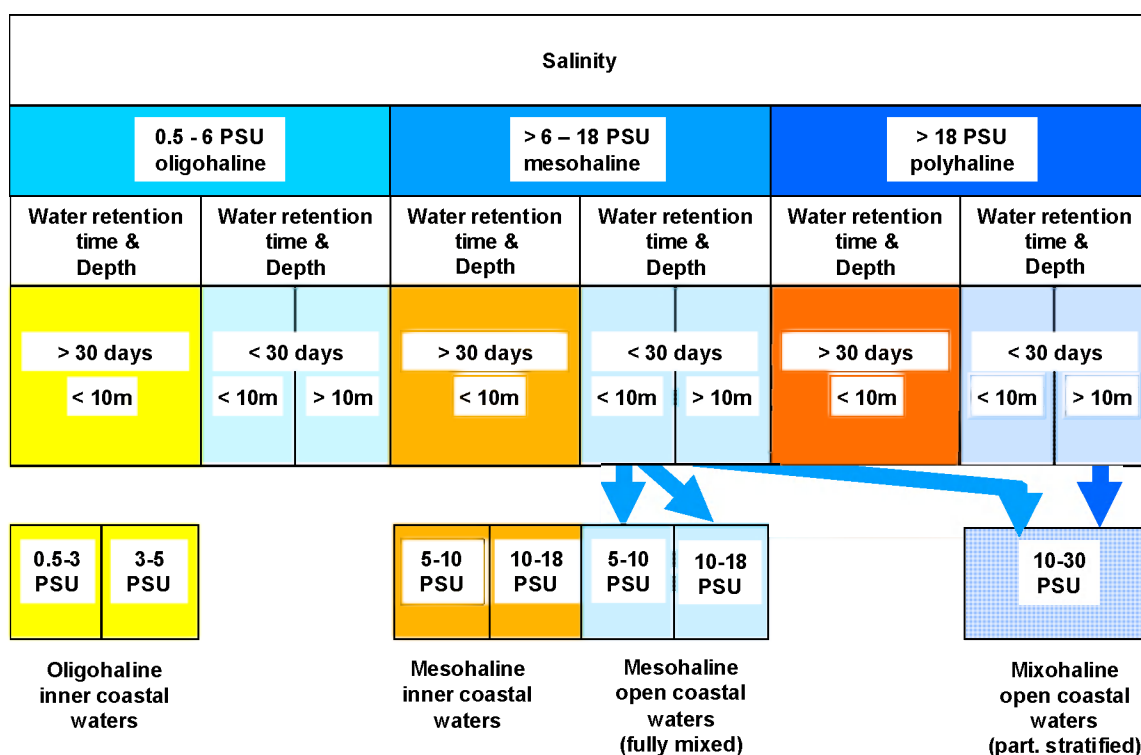 Salinity
0.5 - 6 PSU
oligohaline
> 6 – 18 PSU
mesohaline
> 18 PSU
polyhaline
Water retention
time &
Depth
Water retention
time &
Depth
Water retention
time &
Depth
Water retention
time &
Depth
Water retention
time &
Depth
Water retention
time &
Depth
> 30 days
< 10m
< 30 days
< 10m
> 10m
> 30 days
< 10m
< 30 days
< 10m
> 10m
> 30 days
< 10m
< 30 days
< 10m
> 10m
0.5-3
PSU
3-5
PSU
5-10
PSU
10-18
PSU
5-10
PSU
10-18
PSU
10-30
PSU
Oligohaline
inner coastal
waters
Mesohaline
inner coastal
waters
Mesohaline
open coastal
waters
(fully mixed)
Mixohaline
open coastal
waters
(part. stratified)